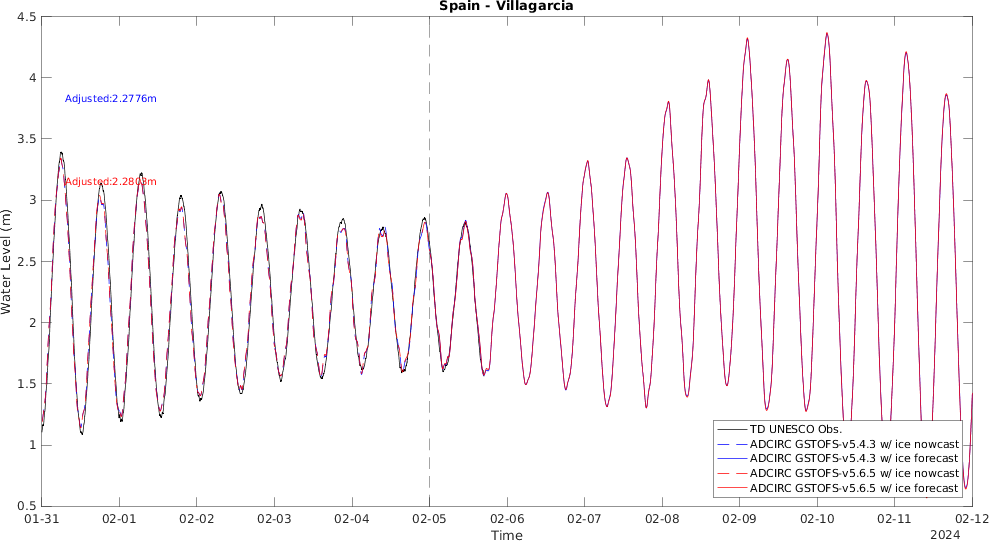 Spain - Villagarcia
4.5
4
3.5
3
2.5
2
1.5
1
0.5
Water Level (m)
Adjusted:2.2776m
Adjusted:2.2803m
TD UNESCO Obs.
ADCIRC GSTOFS-v5.4.3 w/ ice nowcast
ADCIRC GSTOFS-v5.4.3 w/ ice forecast
ADCIRC GSTOFS-v5.6.5 w/ ice nowcast
ADCIRC GSTOFS-v5.6.5 w/ ice forecast
01-31 02-01 02-02 02-03 02-04 02-05 02-06 02-07 02-08 02-09 02-10 02-11 02-12
Time
2024